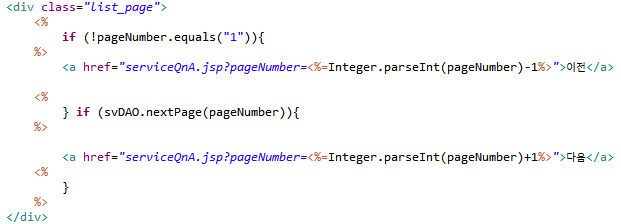 <div class="list_page">
<%
if (!pageNumber.equals("1")){
%>
<a href="serviceQnA.jsp?pageNumber=<%=Integer.parseInt(pageNumber)-1%>">이전</a>
<%
} if (svDAO.nextPage(pageNumber)){
%>
<a href="serviceQnA.jsp?pageNumber=<%=Integer.parseInt(pageNumber)+1%>">다음</a>
<%
}
%>
</div>